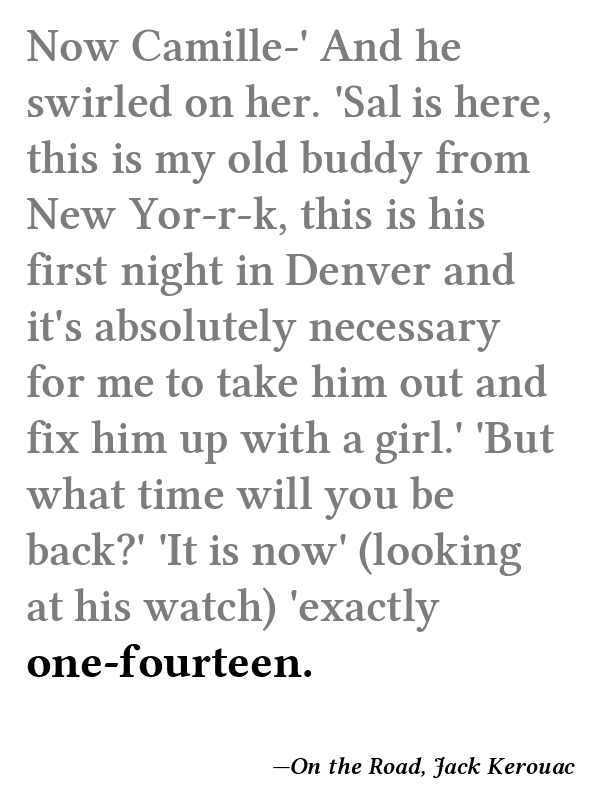 Now Camille-' And he
swirled on her. 'Sal is here,
this is my old buddy from
New Yor-r-k, this is his
first night in Denver and
it's absolutely necessary
for me to take him out and
fix him up with a girl.' 'But
what time will you be
back?' 'It is now' (looking
at his watch) 'exactly
one-fourteen.
—On the Road, Jack Kerouac